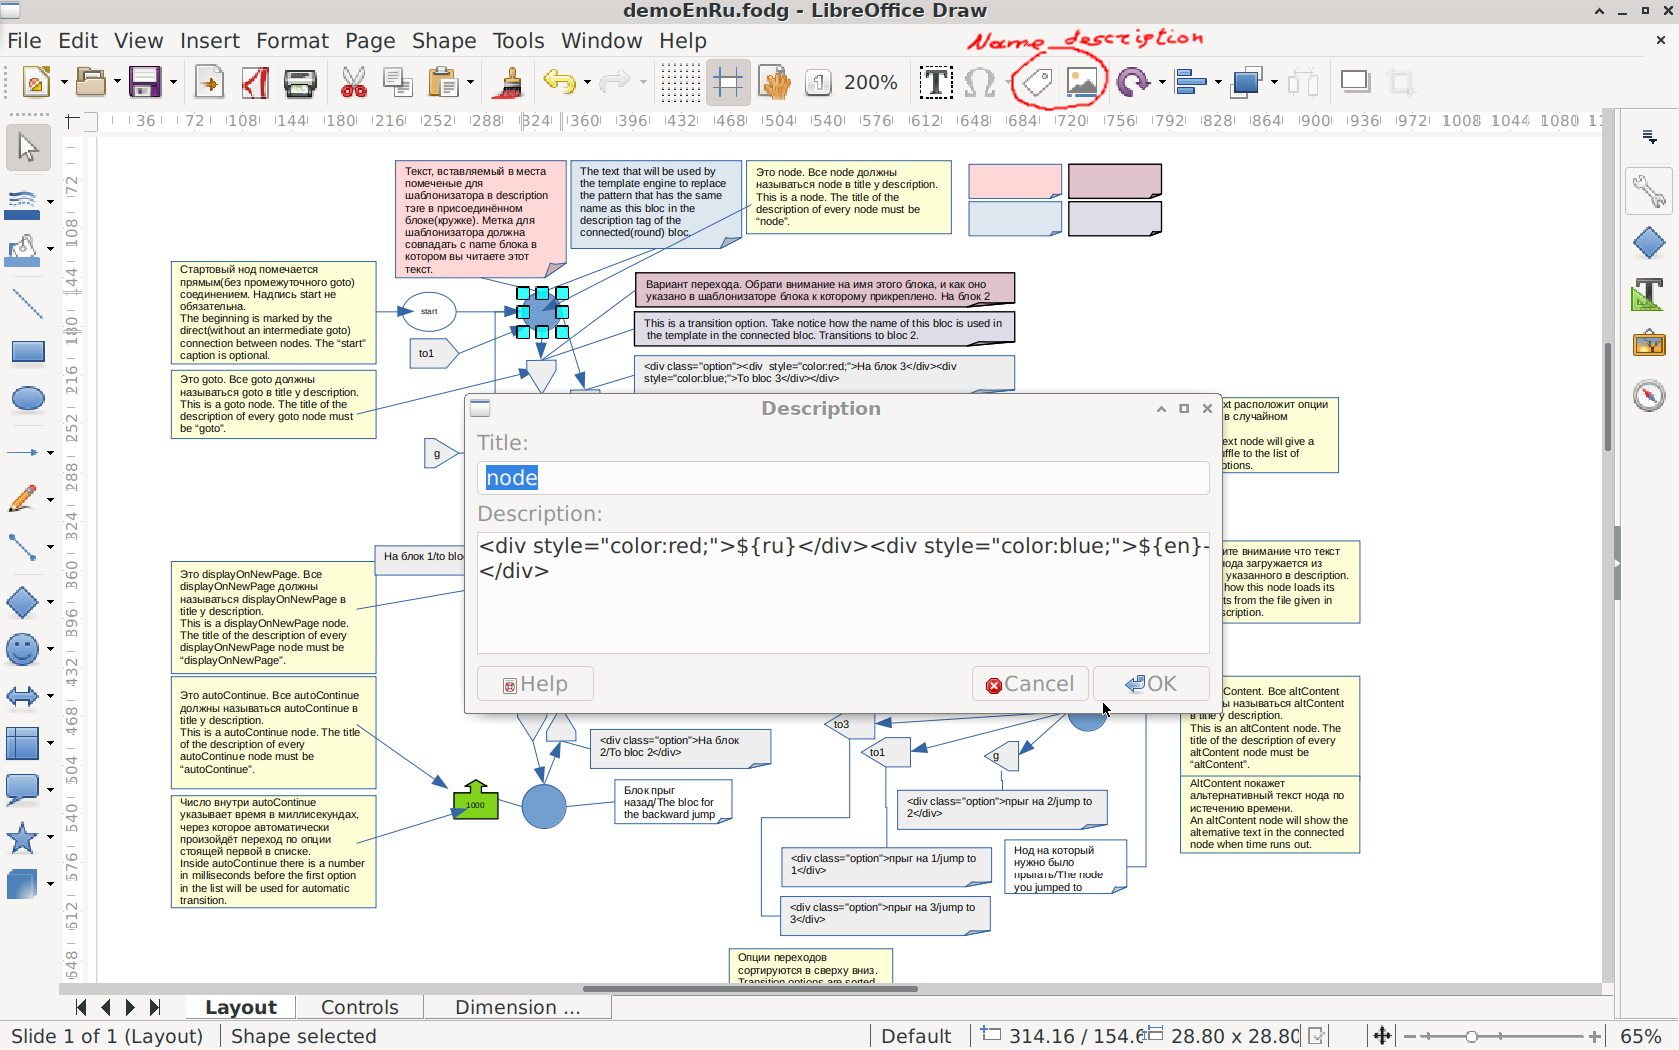 demoEnRu.fodg - LibreOffice Draw
File Edit View Insert Format Page Shape Tools Window Help
Name description
200%
36 72 108 144 180 216 252 288 324 360 396 432 468 504 540 576 612 648 684 720 756 792 828 864 900 936 972 1008 1044 1080
72
108
144
180
216
252
288
324
360
396
432
468
504
540
576
612
648
Текст, вставляемый в места
помеченые для
шаблонизатора в description
тэге в присоединённом
блоке(кружке). Метка для
шаблонизатора должна
совпадать с name блока в
котором вы читаете этот
текст.
The text that will be used by
the template engine to replace
the pattern that has the same
name as this bloc in the
description tag of the
connected(round) bloc.
Это node. Все node должны
называться node в title у description.
This is a node. The title of the
description of every node must be
“node”.
Стартовый нод помечается
прямым(без промежуточного goto)
соединением. Надпись start не
обязательна.
The beginning is marked by the
direct(without an intermediate goto)
connection between nodes. The “start”
caption is optional.
start
to1
Вариант перехода. Обрати внимание на имя этого блока, и как оно
указано в шаблонизаторе блока к которому прикреплено. На блок 2
This is a transition option. Take notice how the name of this bloc is used in
the template in the connected bloc. Transitions to bloc 2.
<div class="option"><div style="color:red;">На блок 3</div><div
style="color:blue;">To bloc 3</div></div>
Это goto. Все goto должны
называться goto в title у description.
This is a goto node. The title of the
description of every goto node must
be “goto”.
g
xt расположит опции
в случайном
ext node will give a
ffle to the list of
ptions.
Description
Title:
node
Description:
<div style="color:red;">${ru}</div><div style="color:blue;">${en}-
</div>
Help
Cancel
OK
На блок 1/to blo
Это displayOnNewPage. Все
displayOnNewPage должны
называться displayOnNewPage в
title у description.
This is a displayOnNewPage node.
The title of the description of every
displayOnNewPage node must be
“displayOnNewPage”.
ите внимание что текст
нода загружается из
указанного в description.
how this node loads its
ts from the file given in
scription.
Это autoContinue. Все autoContinue
должны называться autoContinue в
title у description.
This is a autoContinue node. The title
of the description of every
autoContinue node must be
“autoContinue”.
Число внутри autoContinue
указывает время в миллисекундах,
через которое автоматически
произойдёт переход по опции
стоящей первой в списке.
Inside autoContinue there is a number
in milliseconds before the first option
in the list will be used for automatic
transition.
1000
<div class="option">На блок
2/To bloc 2</div>
Блок прыг
назад/The bloc for
the backward jump
to3
to1
g
<div class="option">прыг на 2/jump to
2</div>
<div class="option">прыг на 1/jump to
1</div>
<div class="option">прыг на 3/jump to
3</div>
Нод на который
нужно было
прыгать/The node
you jumped to
Content. Все altContent
ы называться altContent
в title у description.
This is an altContent node. The
title of the description of every
altContent node must be
“altContent”.
AltContent покажет
альтернативный текст нода по
истечению времени.
An altContent node will show the
alternative text in the connected
node when time runs out.
Опции переходов
сортируются в сверху вниз.
Transition options are sorted
Layout Controls Dimension ...
Slide 1 of 1 (Layout) Shape selected Default 314.16 / 154.6 28.80 x 28.80 65%